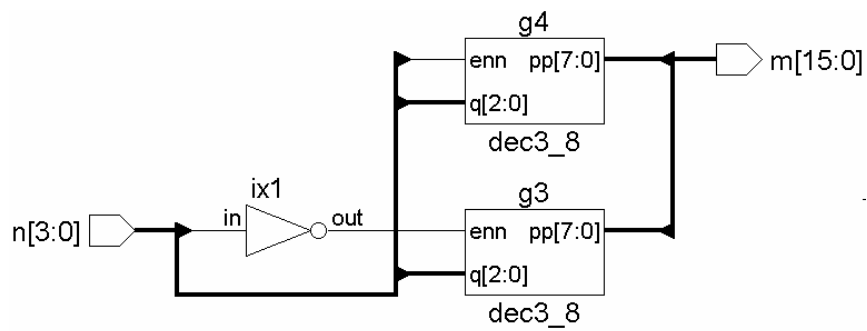 g4
enn pp[7:0]
m[15:0]
q[2:0]
dec3_8
ix1
g3
in out
n[3:0]
enn pp[7:0]
q[2:0]
dec3_8